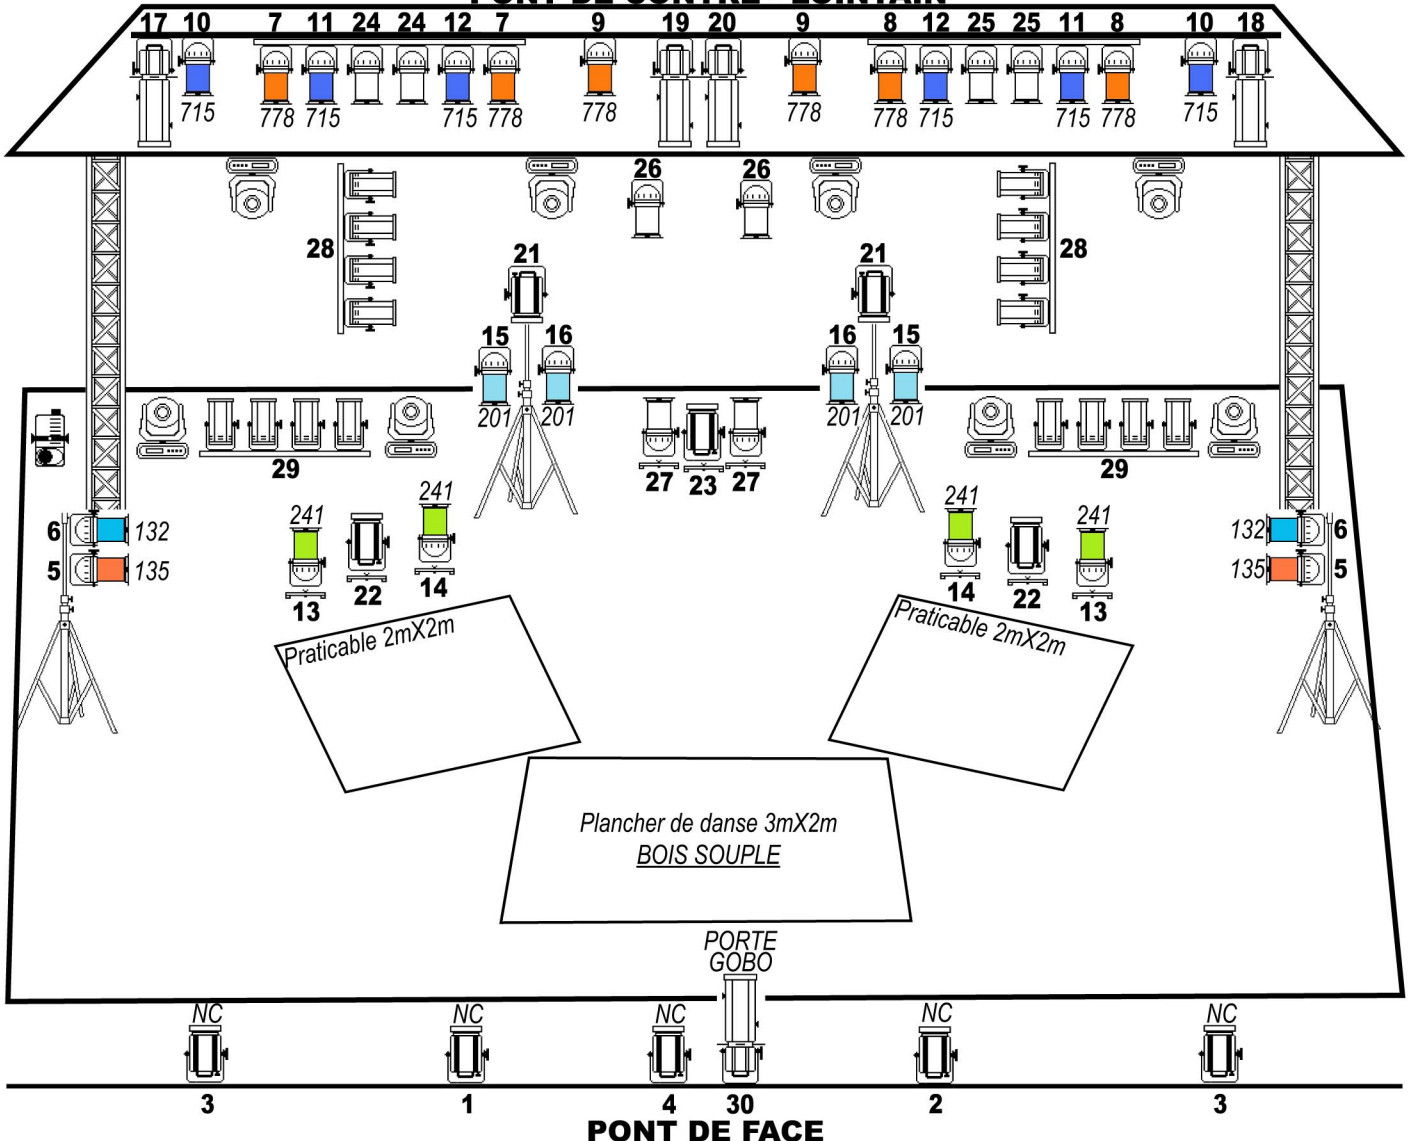 PONT DE CONTRE - LOINTAIN
17 10 7 11 24 24 12 7 9 19 20 9 8 12 25 25 11 8 10 18
715 778 715 715 778 778 778 778 715 715 778 715
26 26
28 28
21 21
15 16 16 15
201 201 201 201
29 27 23 27 29
241 241 241 241
6 132 132 6
5 135 135 5
13 22 14 14 22 13
Praticable 2mX2m Praticable 2mX2m
Plancher de danse 3mX2m
BOIS SOUPLE
PORTE
GOBO
NC NC NC NC NC
3 1 4 30 2 3
PONT DE FACE